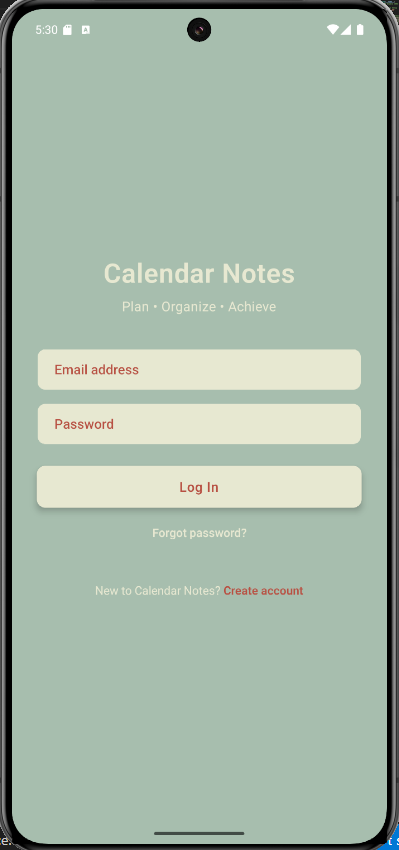 5:30
Calendar Notes
Plan • Organize • Achieve
Email address
Password
Log In
Forgot password?
New to Calendar Notes? Create account